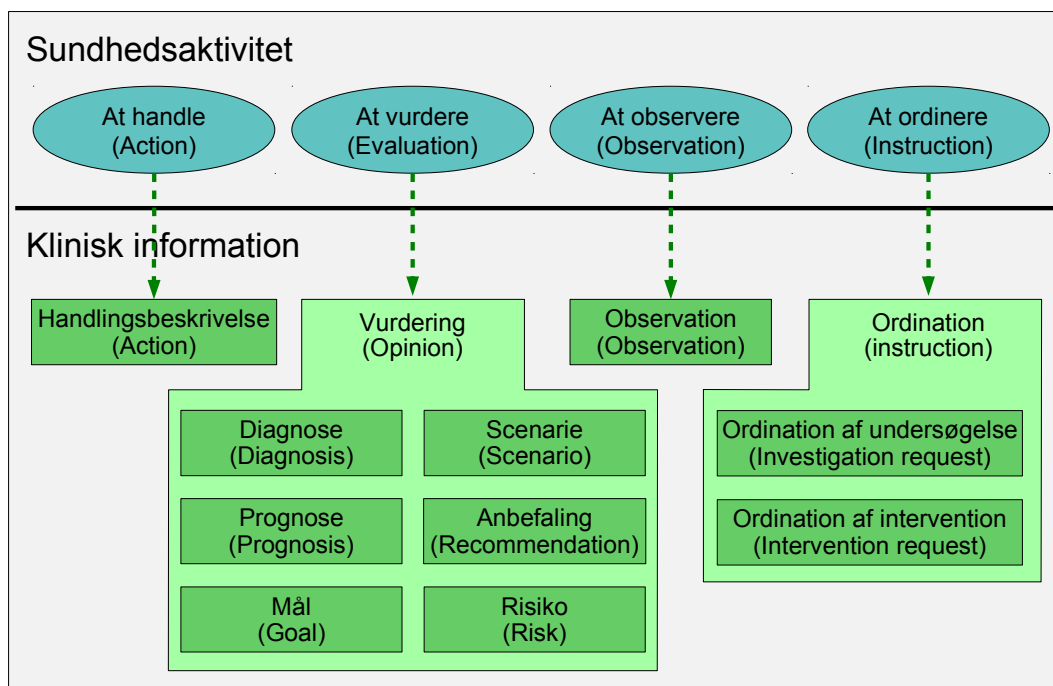 Sundhedsaktivitet
At handle
(Action)
At vurdere
(Evaluation)
At observere
(Observation)
At ordinere
(Instruction)
Klinisk information
Handlingsbeskrivelse
(Action)
Vurdering
(Opinion)
Observation
(Observation)
Ordination
(instruction)
Diagnose
(Diagnosis)
Scenarie
(Scenario)
Prognose
(Prognosis)
Anbefaling
(Recommendation)
Mål
(Goal)
Risiko
(Risk)
Ordination af undersøgelse
(Investigation request)
Ordination af intervention
(Intervention request)